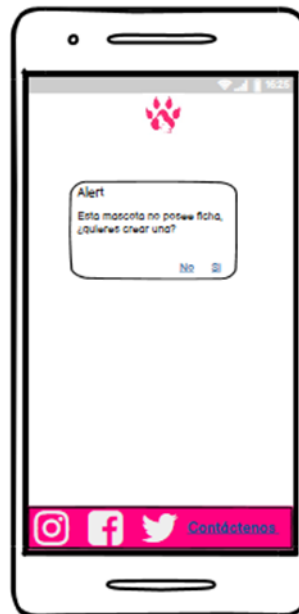 16:25
Alert
Esta mascota no posee ficha,
¿quieres crear una?
No Si
Contáctenos